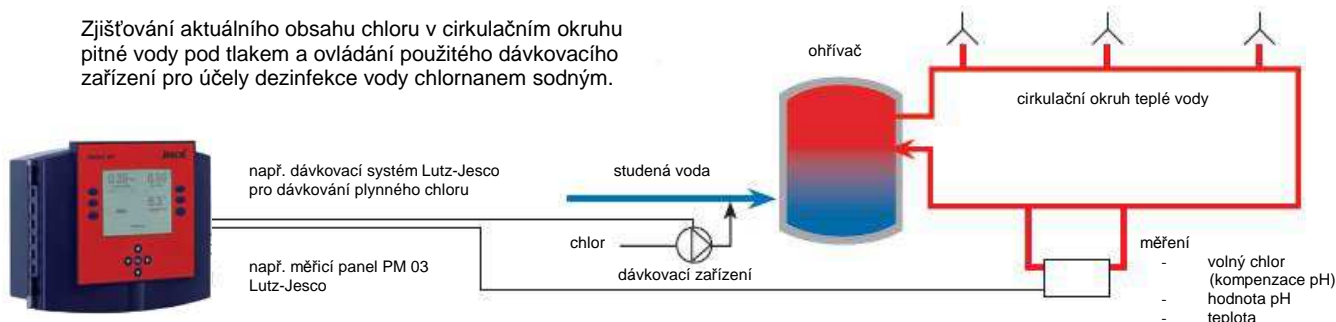 Zjišťování aktuálního obsahu chloru v cirkulačním okruhu
pitné vody pod tlakem a ovládání použitého dávkovacího
zařízení pro účely dezinfekce vody chlornanem sodným.
ohřívač
cirkulační okruh teplé vody
např. dávkovací systém Lutz-Jesco
pro dávkování plynného chloru
studená voda
chlor
dávkovací zařízení
např. měřicí panel PM 03
Lutz-Jesco
měření
- volný chlor
(kompenzace pH)
- hodnota pH
- teplota